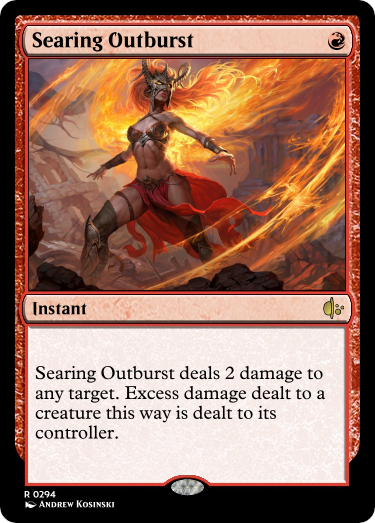 Searing Outburst
Instant
Searing Outburst deals 2 damage to
any target. Excess damage dealt to a
creature this way is dealt to its
controller.
R 0294
Andrew Kosinski